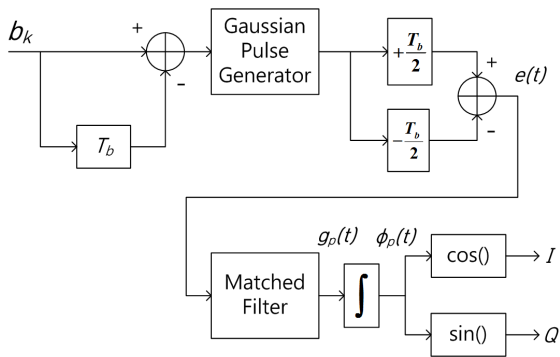 b_k
+
-
T_b
Gaussian
Pulse
Generator
+ T_b/2
- T_b/2
+
-
e(t)
Matched
Filter
g_p(t)
∫
ϕ_p(t)
cos()
I
sin()
Q